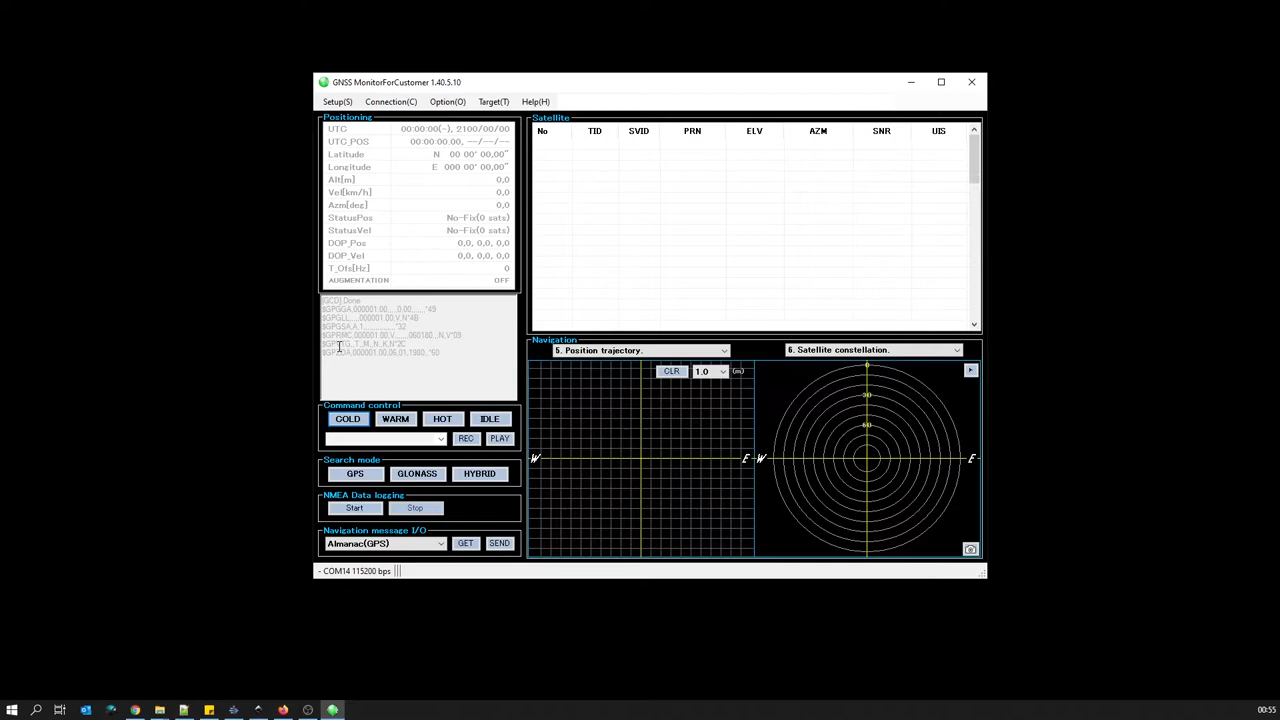 GNSS MonitorForCustomer 1.40.5.10
Setup(S) Connection(C) Option(O) Target(T) Help(H)
Positioning
UTC 00:00:00(-), 2100/00/00
UTC_POS 00:00:00.00, --/--/--
Latitude N 00 00' 00,00"
Longitude E 000 00' 00,00"
Alt[m] 0,0
Vel[km/h] 0,0
Azm[deg] 0,0
StatusPos No-Fix(0 sats)
StatusVel No-Fix(0 sats)
DOP_Pos 0,0, 0,0, 0,0
DOP_Vel 0,0, 0,0, 0,0
T_Ofs[Hz] 0
AUGMENTATION OFF
Satellite
No TID SVID PRN ELV AZM SNR UIS
[GCD] Done
Command control
COLD WARM HOT IDLE
REC PLAY
Search mode
GPS GLONASS HYBRID
NMEA Data logging
Start Stop
Navigation message I/O
Almanac(GPS) GET SEND
Navigation
5. Position trajectory.
6. Satellite constellation.
CLR 1.0 (m)
W E
0
30
60
W E
- COM14 115200 bps
00:55